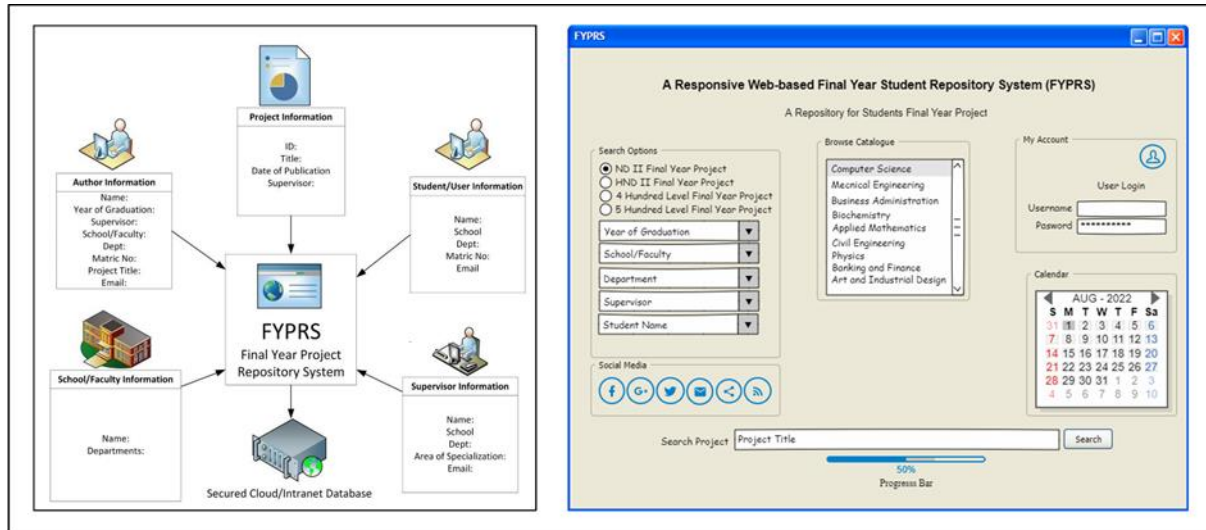 Project Information
ID:
Title:
Date of Publication
Supervisor:
Author Information
Name:
Year of Graduation:
Supervisor:
School/Faculty:
Dept:
Matric No:
Project Title:
Email:
Student/User Information
Name:
School
Dept:
Matric No:
Email
FYPRS
Final Year Project
Repository System
School/Faculty Information
Name:
Departments:
Supervisor Information
Name:
School
Dept:
Area of Specialization:
Email:
Secured Cloud/Intranet Database
FYPRS
A Responsive Web-based Final Year Student Repository System (FYPRS)
A Repository for Students Final Year Project
Search Options
ND II Final Year Project
HND II Final Year Project
4 Hundred Level Final Year Project
5 Hundred Level Final Year Project
Year of Graduation
School/Faculty
Department
Supervisor
Student Name
Social Media
G+
Browse Catalogue
Computer Science
Mecnical Engineering
Business Administration
Biochemistry
Applied Mathematics
Civil Engineering
Physics
Banking and Finance
Art and Industrial Design
My Account
User Login
Username
Pasword **********
Calendar
AUG - 2022
S M T W T F Sa
31 1 2 3 4 5 6
7 8 9 10 11 12 13
14 15 16 17 18 19 20
21 22 23 24 25 26 27
28 29 30 31 1 2 3
4 5 6 7 8 9 10
Search Project Project Title Search
50%
Progress Bar